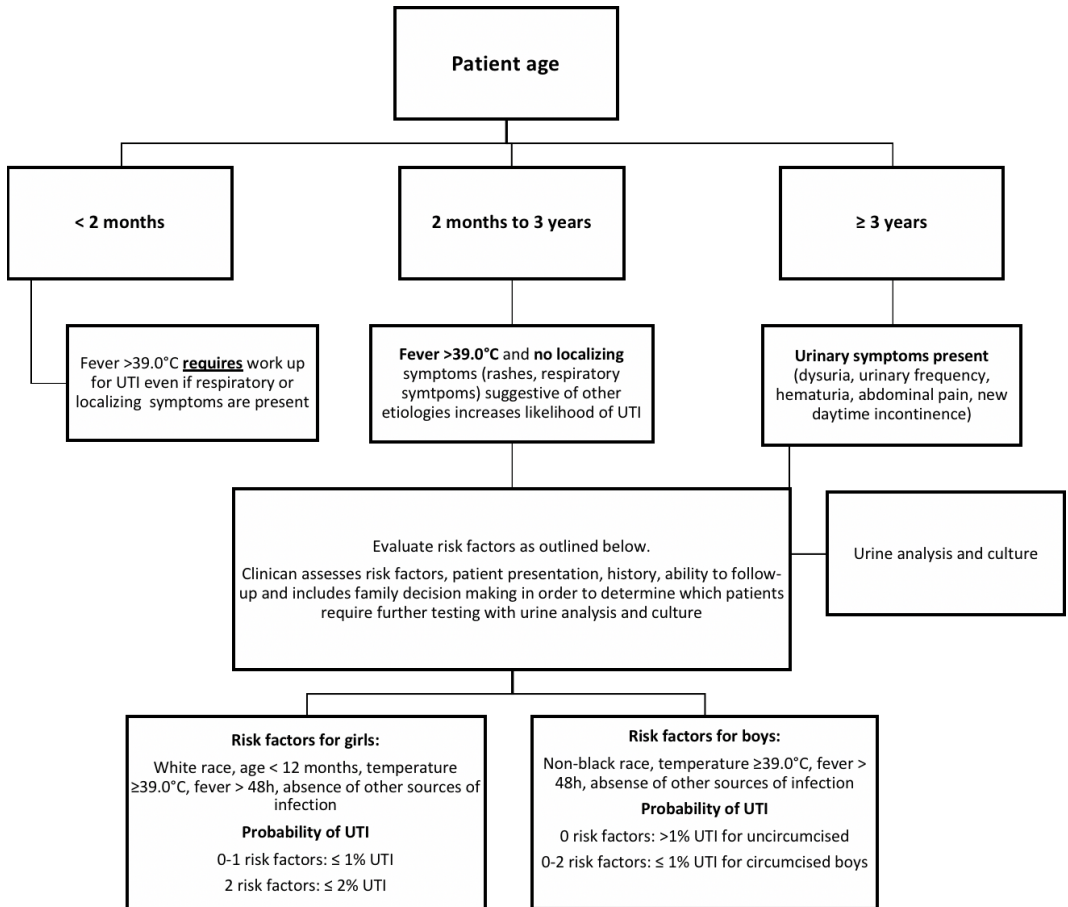 Patient age
< 2 months
2 months to 3 years
≥ 3 years
Fever >39.0°C requires work up
for UTI even if respiratory or
localizing symptoms are present
Fever >39.0°C and no localizing
symptoms (rashes, respiratory
symtpoms) suggestive of other
etiologies increases likelihood of UTI
Urinary symptoms present
(dysuria, urinary frequency,
hematuria, abdominal pain, new
daytime incontinence)
Evaluate risk factors as outlined below.
Clinican assesses risk factors, patient presentation, history, ability to follow-
up and includes family decision making in order to determine which patients
require further testing with urine analysis and culture
Urine analysis and culture
Risk factors for girls:
White race, age < 12 months, temperature
≥39.0°C, fever > 48h, absence of other sources of
infection
Probability of UTI
0-1 risk factors: ≤ 1% UTI
2 risk factors: ≤ 2% UTI
Risk factors for boys:
Non-black race, temperature ≥39.0°C, fever >
48h, absense of other sources of infection
Probability of UTI
0 risk factors: >1% UTI for uncircumcised
0-2 risk factors: ≤ 1% UTI for circumcised boys